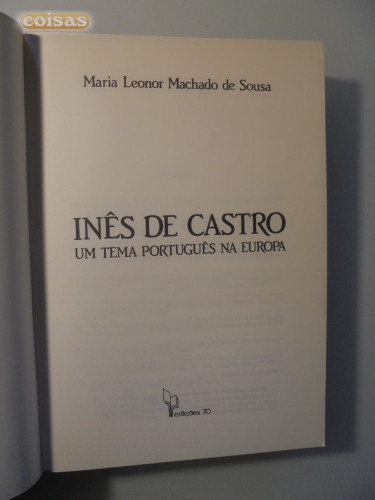 coisas
Maria Leonor Machado de Sousa
INÊS DE CASTRO
UM TEMA PORTUGUÊS NA EUROPA
edições 70